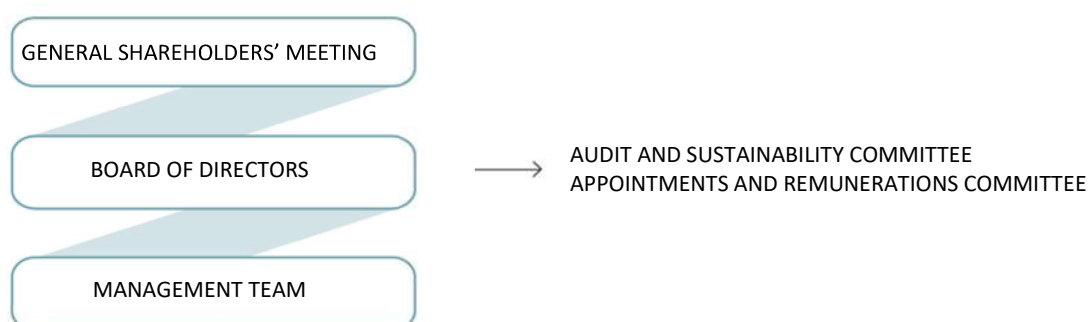 GENERAL SHAREHOLDERS’ MEETING
BOARD OF DIRECTORS
AUDIT AND SUSTAINABILITY COMMITTEE
APPOINTMENTS AND REMUNERATIONS COMMITTEE
MANAGEMENT TEAM